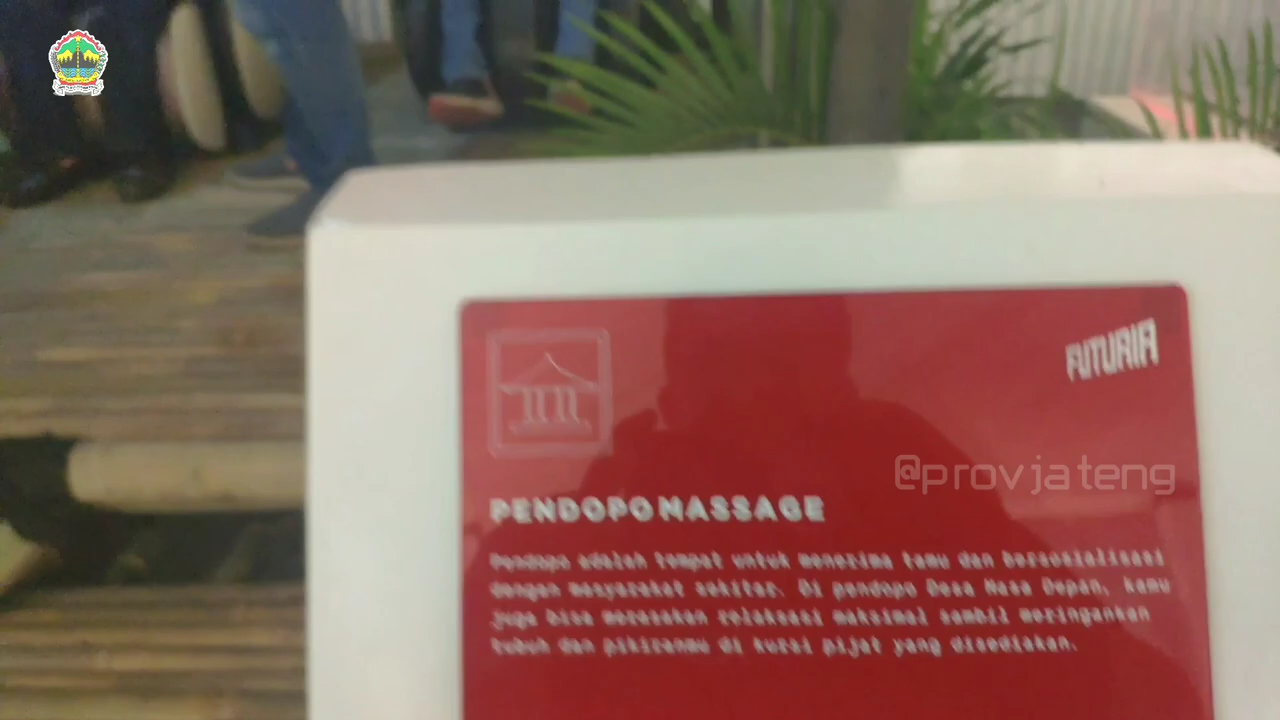 FUTURIA
@provjateng
PENDOPO MASSAGE
Pendopo adalah tempat untuk menerima tamu dan bersosialisasi
dengan masyarakat sekitar. Di pendopo Desa Masa Depan, kamu
juga bisa merasakan relaksasi maksimal sambil meringankan
tubuh dan pikiranmu di kursi pijat yang disediakan.